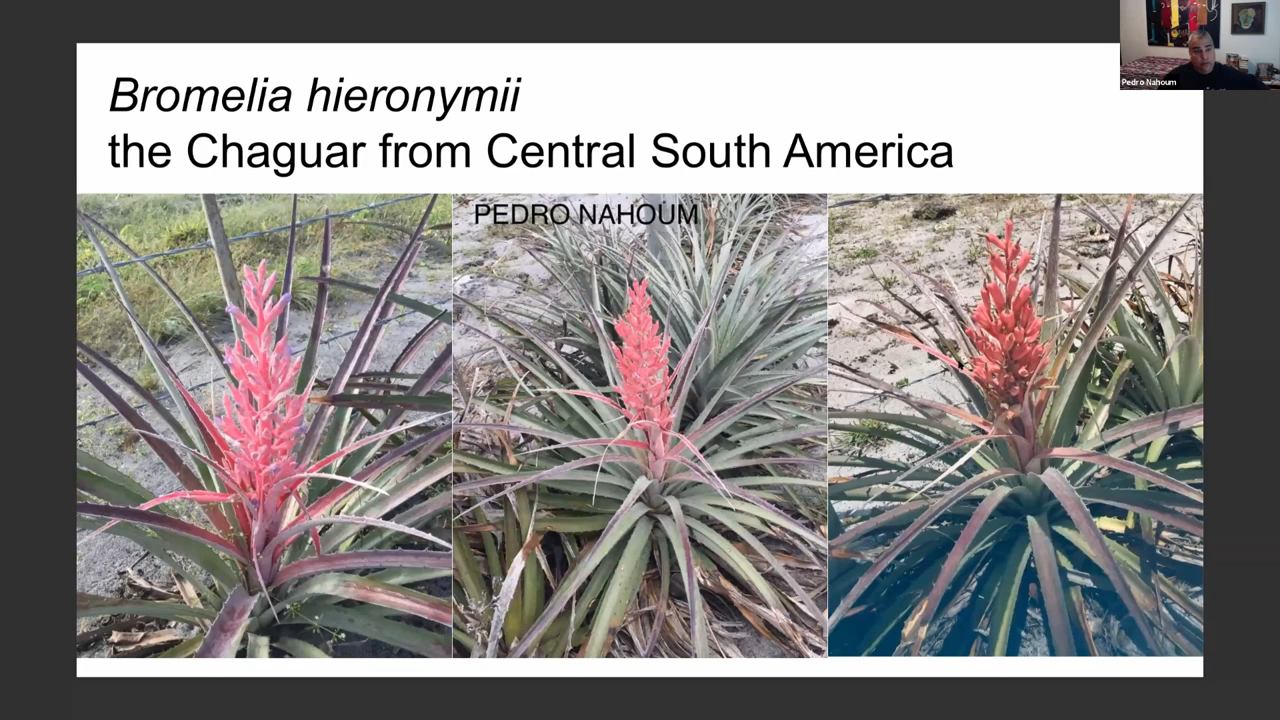 Bromelia hieronymii
the Chaguar from Central South America
PEDRO NAHOUM
Pedro Nahoum